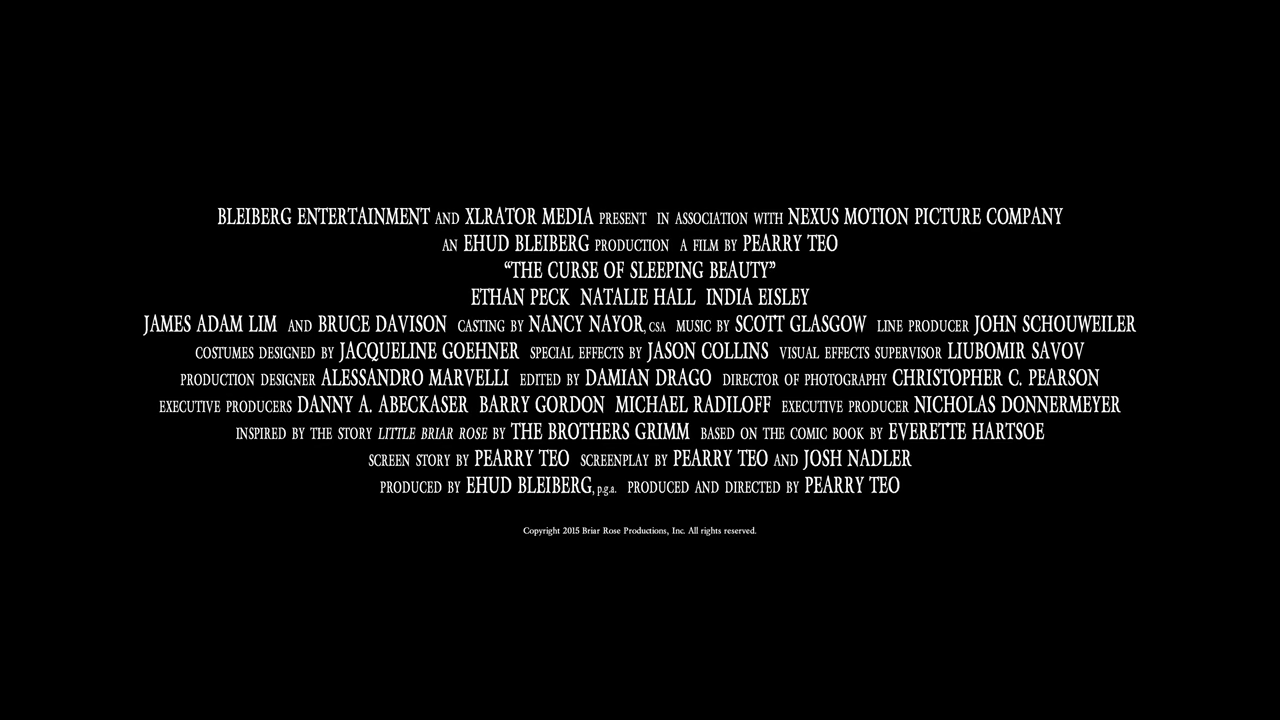 BLEIBERG ENTERTAINMENT AND XLRATOR MEDIA PRESENT IN ASSOCIATION WITH NEXUS MOTION PICTURE COMPANY
AN EHUD BLEIBERG PRODUCTION A FILM BY PEARRY TEO
“THE CURSE OF SLEEPING BEAUTY”
ETHAN PECK NATALIE HALL INDIA EISLEY
JAMES ADAM LIM AND BRUCE DAVISON CASTING BY NANCY NAYOR, CSA MUSIC BY SCOTT GLASGOW LINE PRODUCER JOHN SCHOUWEILER
COSTUMES DESIGNED BY JACQUELINE GOEHNER SPECIAL EFFECTS BY JASON COLLINS VISUAL EFFECTS SUPERVISOR LIUBOMIR SAVOV
PRODUCTION DESIGNER ALESSANDRO MARVELLI EDITED BY DAMIAN DRAGO DIRECTOR OF PHOTOGRAPHY CHRISTOPHER C. PEARSON
EXECUTIVE PRODUCERS DANNY A. ABECKASER BARRY GORDON MICHAEL RADILOFF EXECUTIVE PRODUCER NICHOLAS DONNERMEYER
INSPIRED BY THE STORY LITTLE BRIAR ROSE BY THE BROTHERS GRIMM BASED ON THE COMIC BOOK BY EVERETTE HARTSOE
SCREEN STORY BY PEARRY TEO SCREENPLAY BY PEARRY TEO AND JOSH NADLER
PRODUCED BY EHUD BLEIBERG, p.g.a. PRODUCED AND DIRECTED BY PEARRY TEO
Copyright 2015 Briar Rose Productions, Inc. All rights reserved.